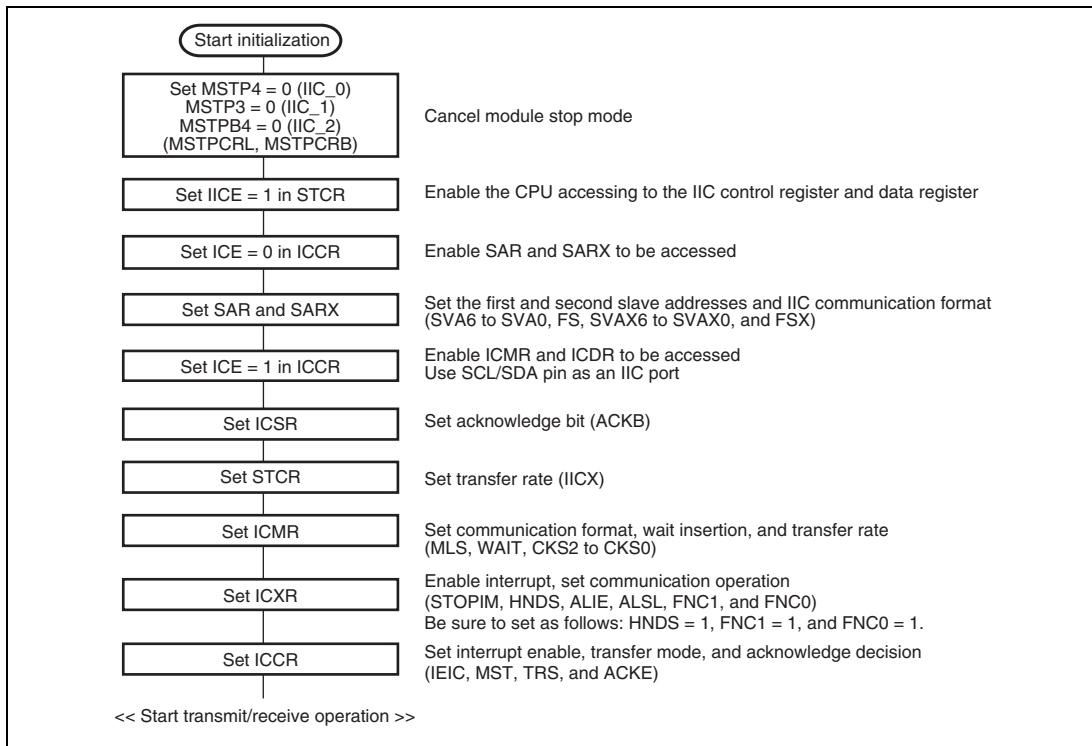 Start initialization
Set MSTP4 = 0 (IIC_0)
MSTP3 = 0 (IIC_1)
MSTPB4 = 0 (IIC_2)
(MSTPCRL, MSTPCRB)
Cancel module stop mode
Set IICE = 1 in STCR
Enable the CPU accessing to the IIC control register and data register
Set ICE = 0 in ICCR
Enable SAR and SARX to be accessed
Set SAR and SARX
Set the first and second slave addresses and IIC communication format
(SVA6 to SVA0, FS, SVAX6 to SVAX0, and FSX)
Set ICE = 1 in ICCR
Enable ICMR and ICDR to be accessed
Use SCL/SDA pin as an IIC port
Set ICSR
Set acknowledge bit (ACKB)
Set STCR
Set transfer rate (IICX)
Set ICMR
Set communication format, wait insertion, and transfer rate
(MLS, WAIT, CKS2 to CKS0)
Set ICXR
Enable interrupt, set communication operation
(STOPIM, HNDS, ALIE, ALSL, FNC1, and FNC0)
Be sure to set as follows: HNDS = 1, FNC1 = 1, and FNC0 = 1.
Set ICCR
Set interrupt enable, transfer mode, and acknowledge decision
(IEIC, MST, TRS, and ACKE)
<< Start transmit/receive operation >>